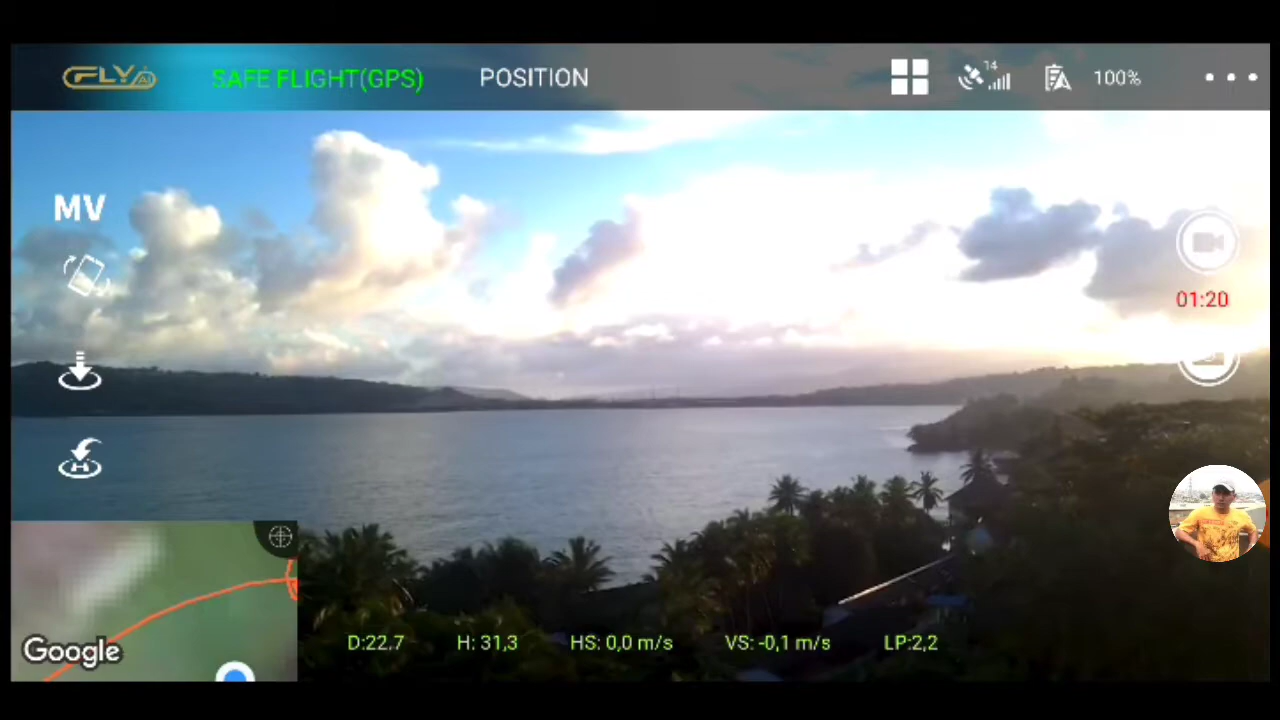 FLY AI
SAFE FLIGHT(GPS)
POSITION
14
100%
MV
01:20
H
Google
D:22,7
H: 31,3
HS: 0,0 m/s
VS: -0,1 m/s
LP:2,2